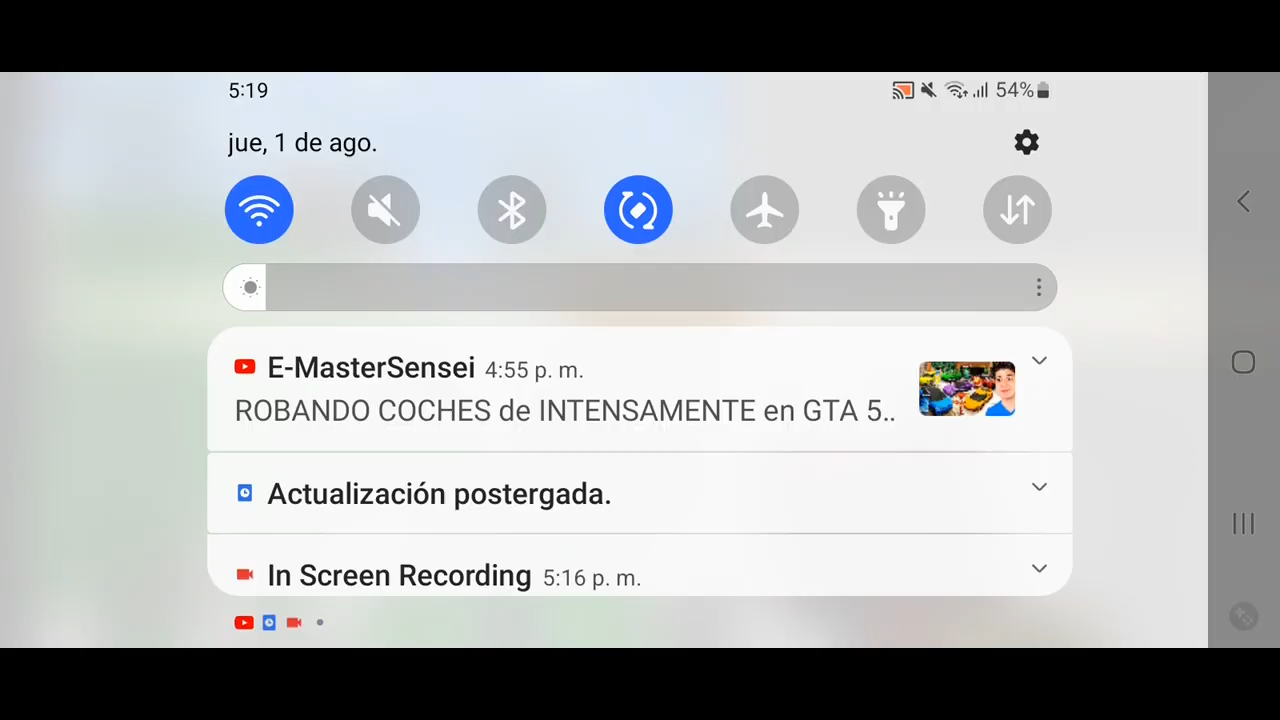 5:19
54%
jue, 1 de ago.
E-MasterSensei 4:55 p. m.
ROBANDO COCHES de INTENSAMENTE en GTA 5..
Actualización postergada.
In Screen Recording 5:16 p. m.